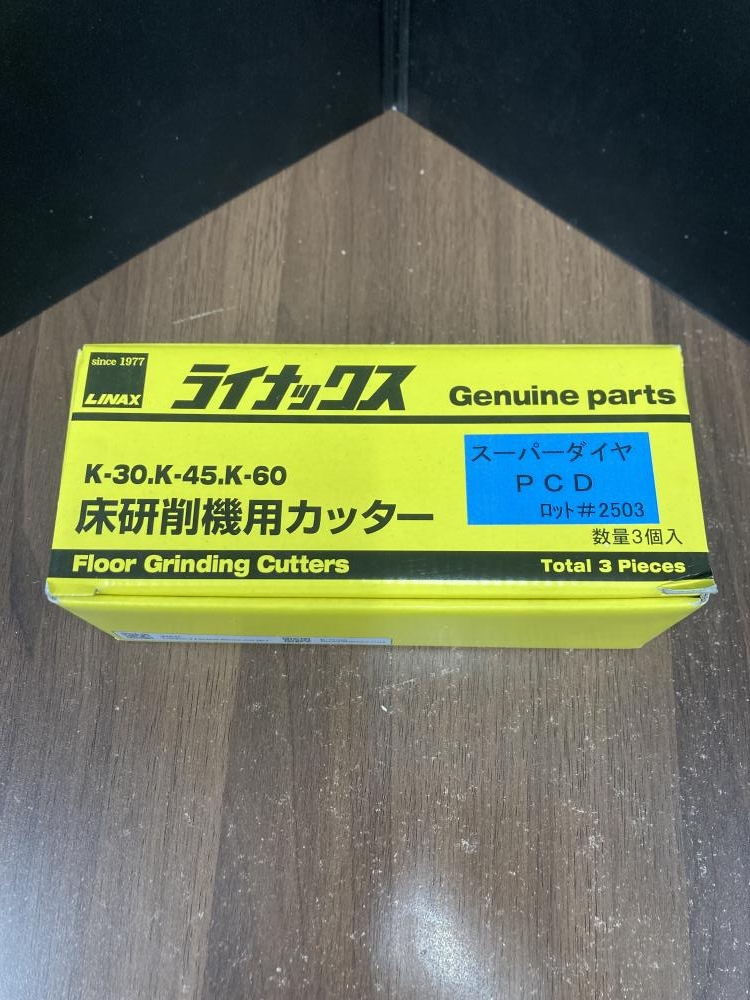 since 1977
LINAX
ライナックス
Genuine parts
K-30.K-45.K-60
床研削機用カッター
スーパーダイヤ
PCD
ロット#2503
数量3個入
Floor Grinding Cutters
Total 3 Pieces